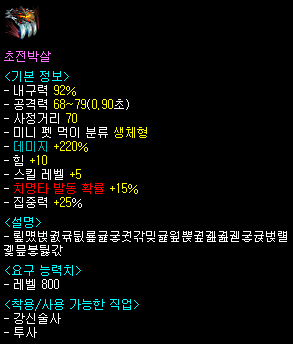 초전박살
<기본 정보>
- 내구력 92%
- 공격력 68~79(0,90초)
- 사정거리 70
- 미니 펫 먹이 분류 생체형
- 데미지 +220%
- 힘 +10
- 스킬 레벨 +5
- 치명타 발동 확률 +15%
- 집중력 +25%
<설명>
<요구 능력치>
- 레벨 800
<착용/사용 가능한 직업>
- 강신술사
- 투사